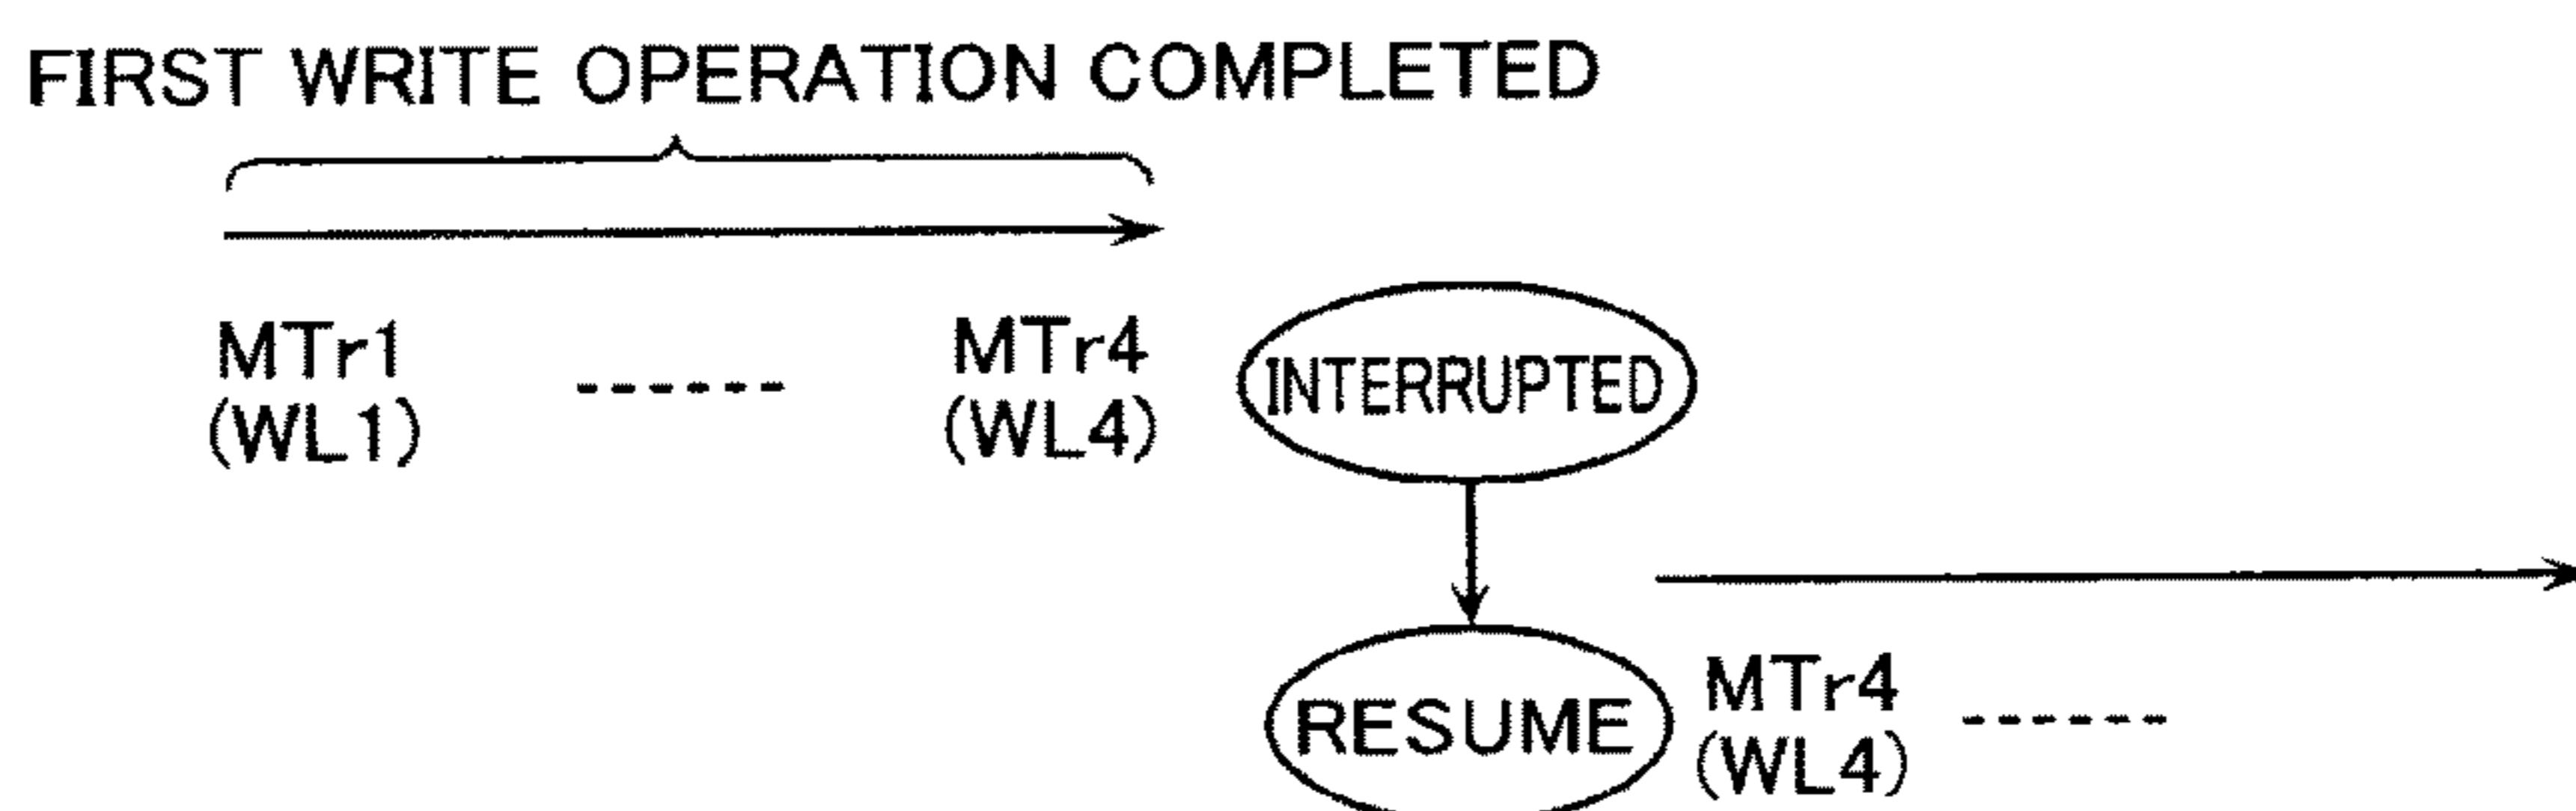 FIRST WRITE OPERATION COMPLETED
MTr1
(WL1)
MTr4
(WL4)
INTERRUPTED
RESUME
MTr4
(WL4)